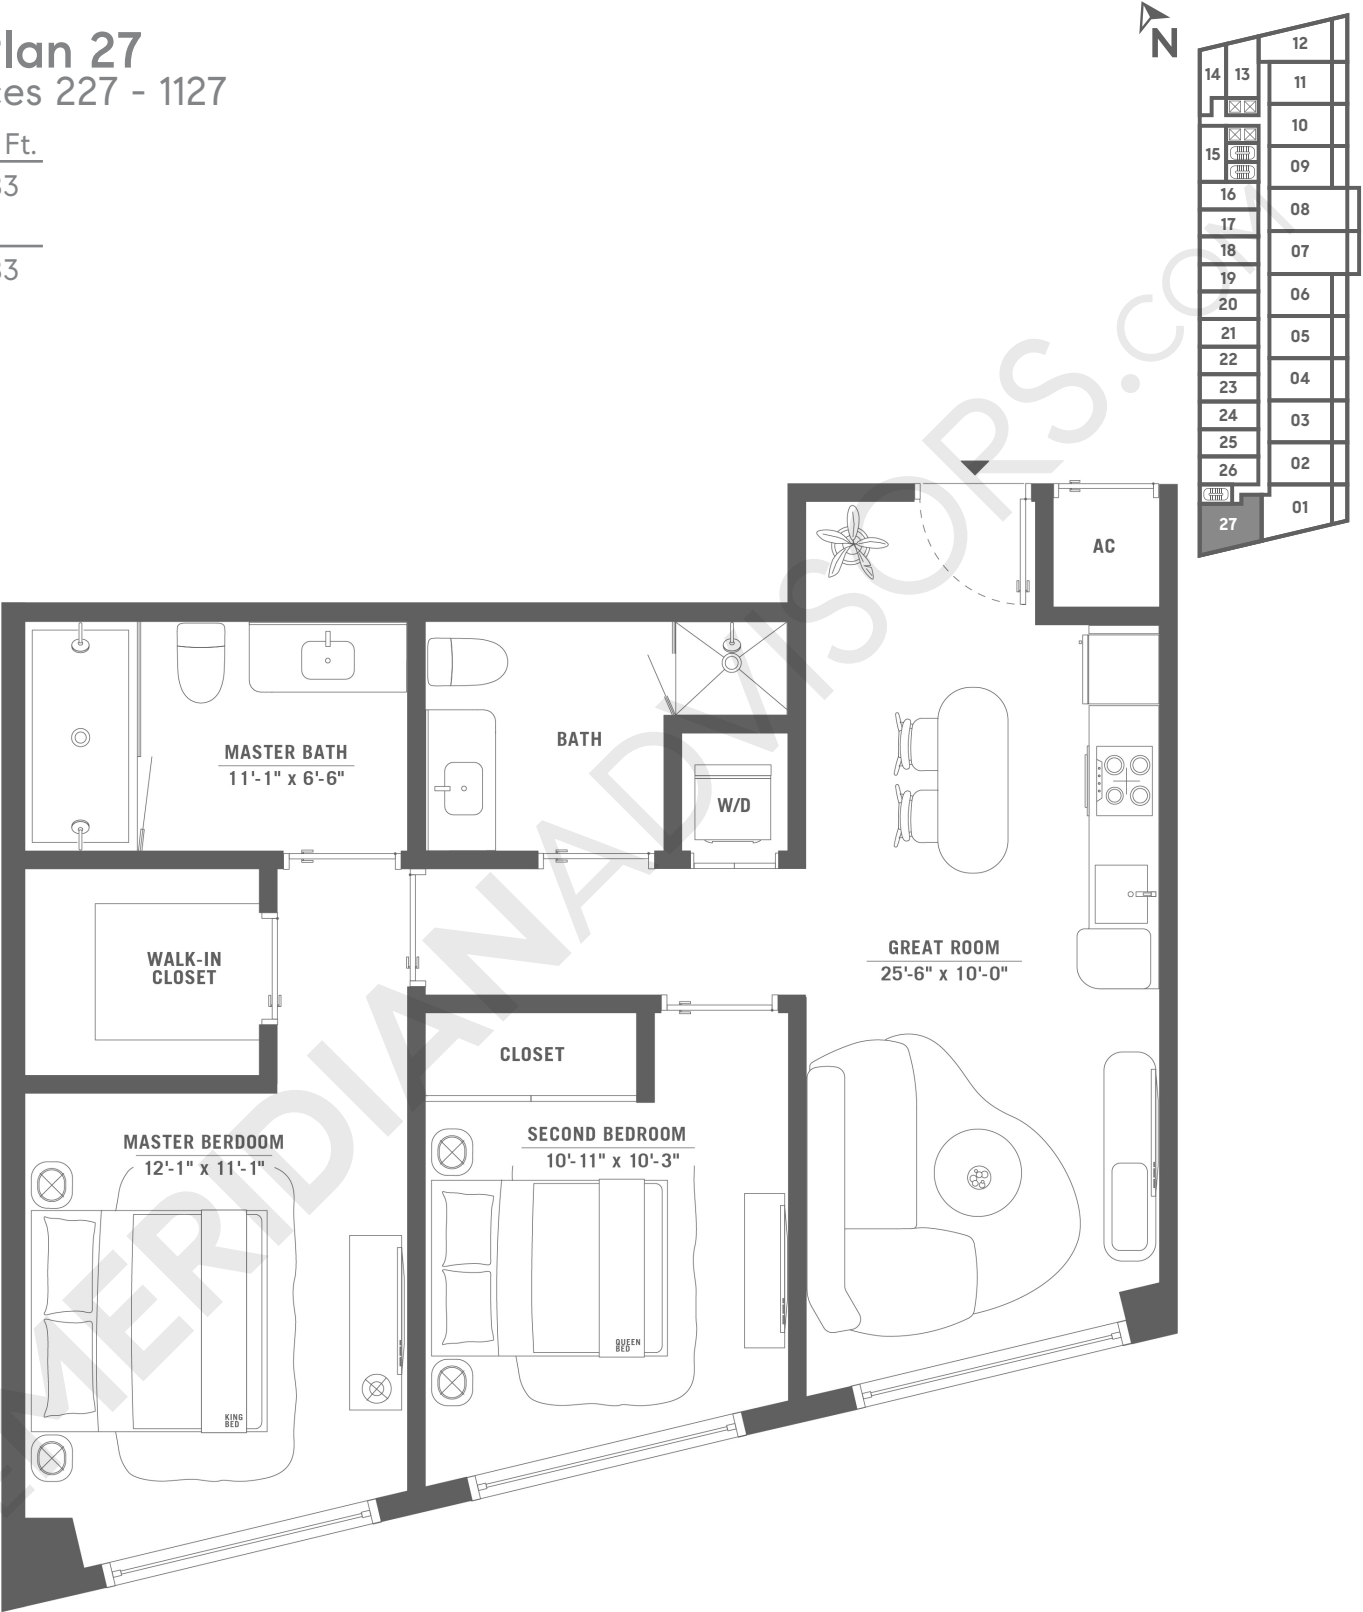 lan 27
es 227 - 1127
Ft.
33
33
N
12
14
13
11
10
15
09
16
08
17
18
07
19
20
06
21
05
22
23
04
24
03
25
26
02
27
01
AC
MASTER BATH
11'-1" x 6'-6"
BATH
W/D
WALK-IN
CLOSET
GREAT ROOM
25'-6" x 10'-0"
CLOSET
MASTER BERDOOM
12'-1" x 11'-1"
SECOND BEDROOM
10'-11" x 10'-3"
QUEEN
BED
KING
BED
EMERIDIANADVISORS.COM